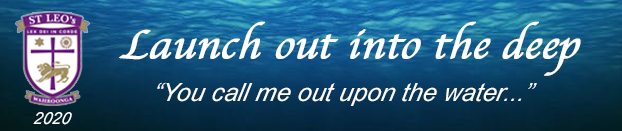 ST LEO's
LEX DEI IN CORDE
WAHROONGA
2020
Launch out into the deep
“You call me out upon the water...”